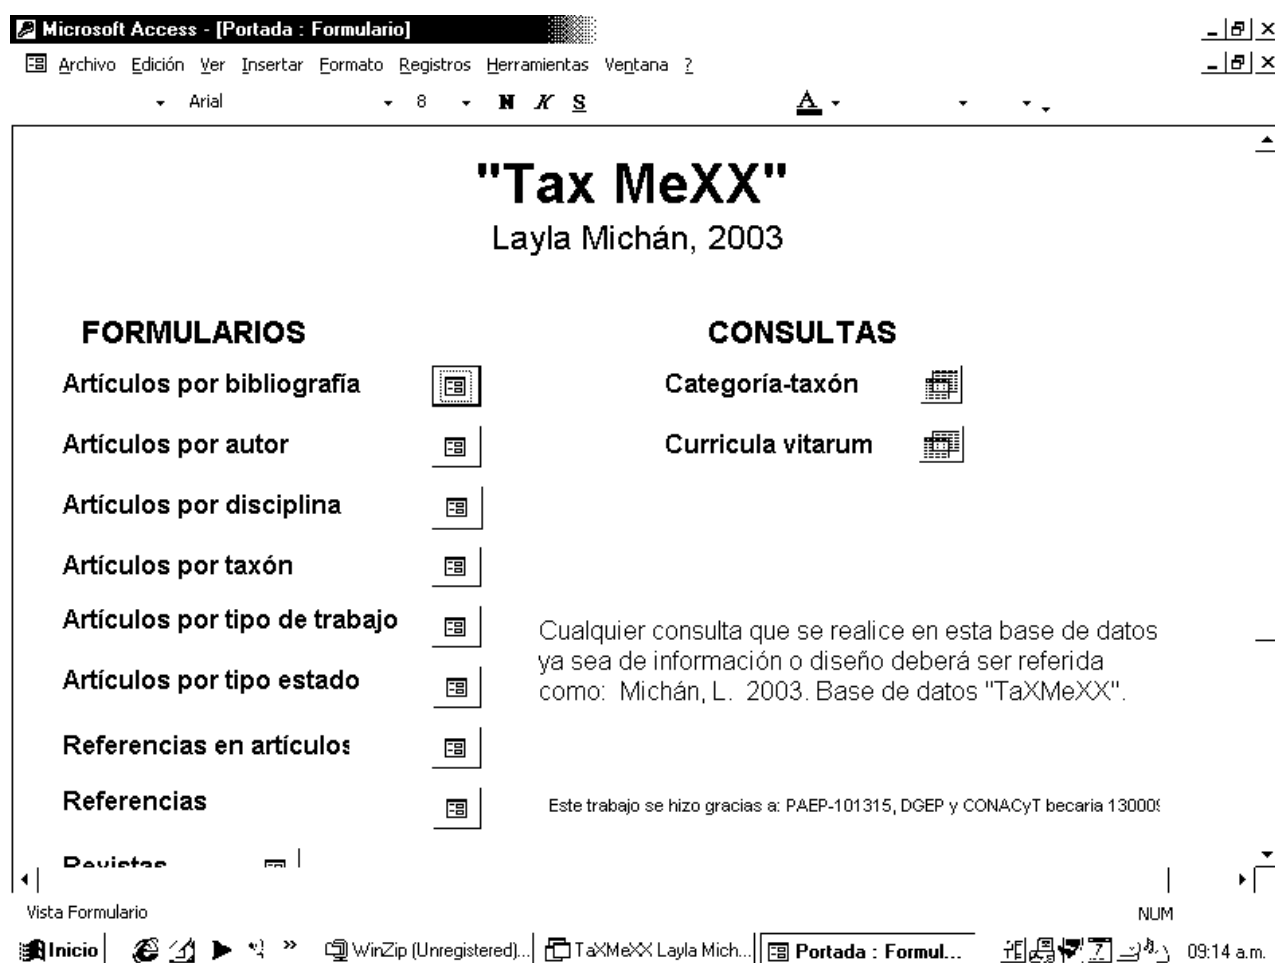 Microsoft Access - [Portada : Formulario]
Archivo Edición Ver Insertar Formato Registros Herramientas Ventana ?
Arial 8 N K S A
"Tax MeXX"
Layla Michán, 2003
FORMULARIOS
CONSULTAS
Artículos por bibliografía
Categoría-taxón
Artículos por autor
Curricula vitarum
Artículos por disciplina
Artículos por taxón
Artículos por tipo de trabajo
Artículos por tipo estado
Cualquier consulta que se realice en esta base de datos
ya sea de información o diseño deberá ser referida
como: Michán, L. 2003. Base de datos "TaXMeXX".
Referencias en artículos
Referencias
Este trabajo se hizo gracias a: PAEP-101315, DGEP y CONACyT becaria 130009
Revistas
Vista Formulario
NUM
Inicio » WinZip (Unregistered)... TaXMeXX Layla Mich... Portada : Formul... 09:14 a.m.